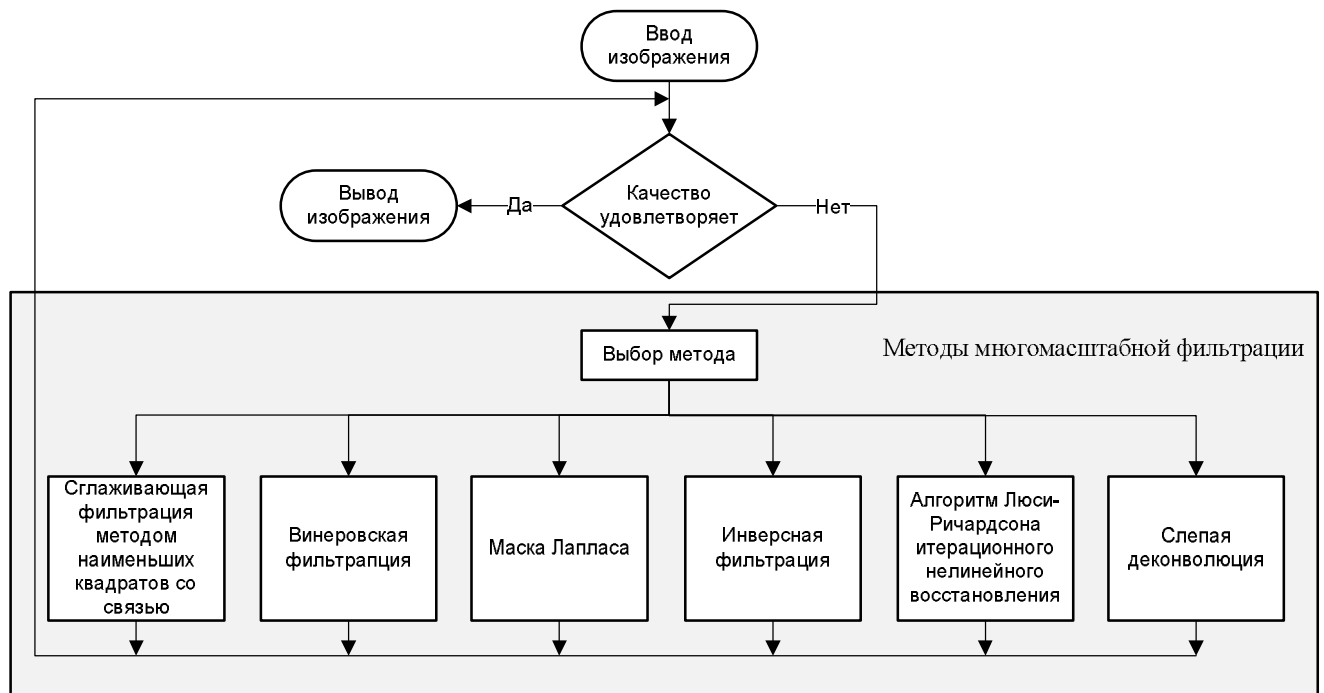 Ввод
изображения
Качество
удовлетворяет
Да
Нет
Вывод
изображения
Методы многомасштабной фильтрации
Выбор метода
Сглаживающая
фильтрация
методом
наименьших
квадратов со
связью
Винеровская
фильтрапция
Маска Лапласа
Инверсная
фильтрация
Алгоритм Люси-
Ричардсона
итерационного
нелинейного
восстановления
Слепая
деконволюция